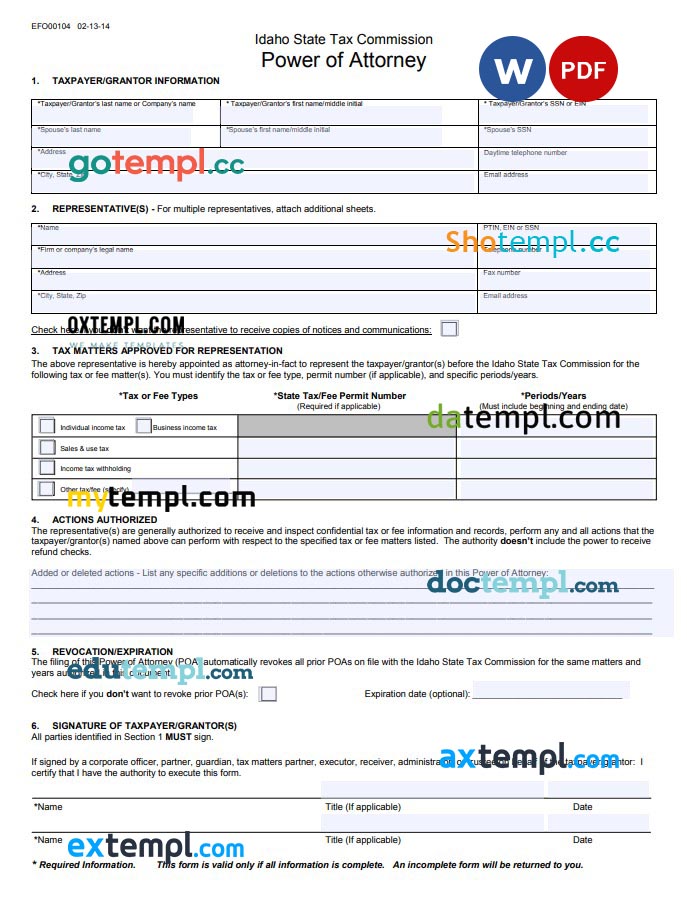 EFO00104 02-13-14
Idaho State Tax Commission
Power of Attorney
W
PDF
1. TAXPAYER/GRANTOR INFORMATION
*Taxpayer/Grantor's last name or Company's name * Taxpayer/Grantor's first name/middle initial * Taxpayer/Grantor's SSN or EIN
*Spouse's last name *Spouse's first name/middle initial *Spouse's SSN
*Address Daytime telephone number
gotempl.cc
*City, State, Zip Email address
2. REPRESENTATIVE(S) - For multiple representatives, attach additional sheets.
*Name PTIN, EIN or SSN
Shotempl.cc
*Firm or company's legal name Telephone number
*Address Fax number
*City, State, Zip Email address
OXTEMPL.COM
Check here if you don't want the representative to receive copies of notices and communications:
WE MAKE TEMPLATES
3. TAX MATTERS APPROVED FOR REPRESENTATION
The above representative is hereby appointed as attorney-in-fact to represent the taxpayer/grantor(s) before the Idaho State Tax Commission for the
following tax or fee matter(s). You must identify the tax or fee type, permit number (if applicable), and specific periods/years.
*Tax or Fee Types *State Tax/Fee Permit Number *Periods/Years
(Required if applicable) (Must include beginning and ending date)
datempl.com
Individual income tax Business income tax
Sales & use tax
Income tax withholding
Other tax/fee (specify)
mytempl.com
4. ACTIONS AUTHORIZED
The representative(s) are generally authorized to receive and inspect confidential tax or fee information and records, perform any and all actions that the
taxpayer/grantor(s) named above can perform with respect to the specified tax or fee matters listed. The authority doesn't include the power to receive
refund checks.
Added or deleted actions - List any specific additions or deletions to the actions otherwise authorized in this Power of Attorney:
doctempl.com
5. REVOCATION/EXPIRATION
The filing of this Power of Attorney (POA) automatically revokes all prior POAs on file with the Idaho State Tax Commission for the same matters and
years authorized in this document.
edutempl.com
Check here if you don't want to revoke prior POA(s): Expiration date (optional):
6. SIGNATURE OF TAXPAYER/GRANTOR(S)
All parties identified in Section 1 MUST sign.
axtempl.com
If signed by a corporate officer, partner, guardian, tax matters partner, executor, receiver, administrator or trustee on behalf of the taxpayer/grantor: I
certify that I have the authority to execute this form.
*Name Title (If applicable) Date
*Name Title (If applicable) Date
extempl.com
* Required Information. This form is valid only if all information is complete. An incomplete form will be returned to you.